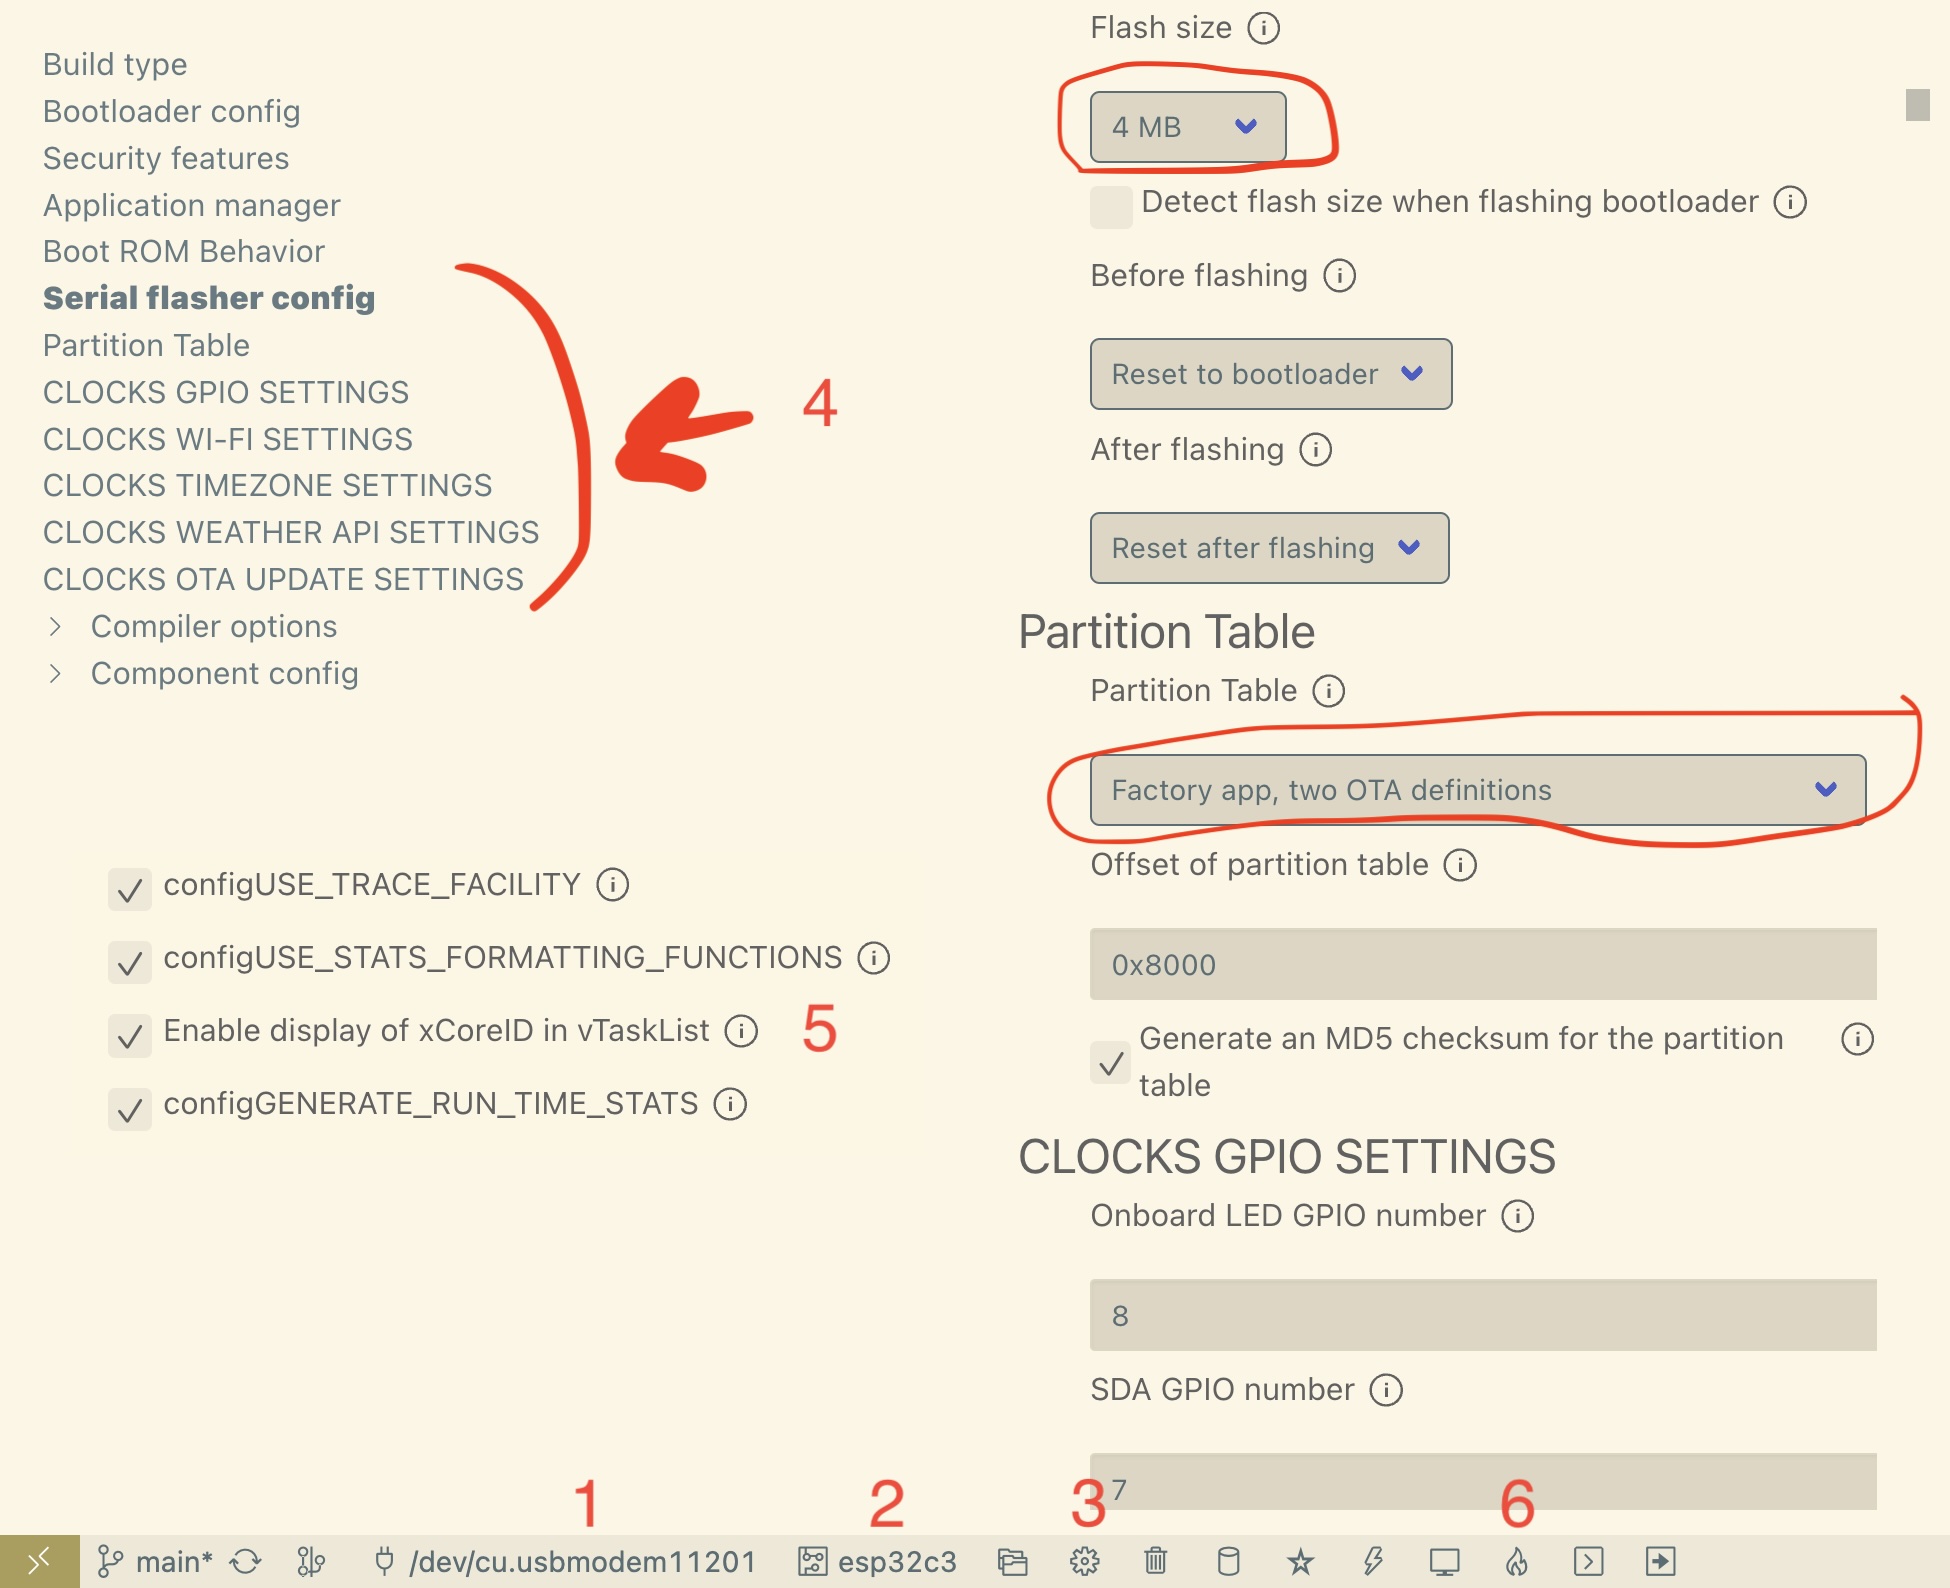 Build type
Bootloader config
Security features
Application manager
Boot ROM Behavior
Serial flasher config
Partition Table
CLOCKS GPIO SETTINGS
CLOCKS WI-FI SETTINGS
CLOCKS TIMEZONE SETTINGS
CLOCKS WEATHER API SETTINGS
CLOCKS OTA UPDATE SETTINGS
Compiler options
Component config
4
configUSE_TRACE_FACILITY
configUSE_STATS_FORMATTING_FUNCTIONS
Enable display of xCoreID in vTaskList
configGENERATE_RUN_TIME_STATS
5
Flash size
4 MB
Detect flash size when flashing bootloader
Before flashing
Reset to bootloader
After flashing
Reset after flashing
Partition Table
Partition Table
Factory app, two OTA definitions
Offset of partition table
0x8000
Generate an MD5 checksum for the partition
table
CLOCKS GPIO SETTINGS
Onboard LED GPIO number
8
SDA GPIO number
7
1 2 3 6
main* /dev/cu.usbmodem11201 esp32c3